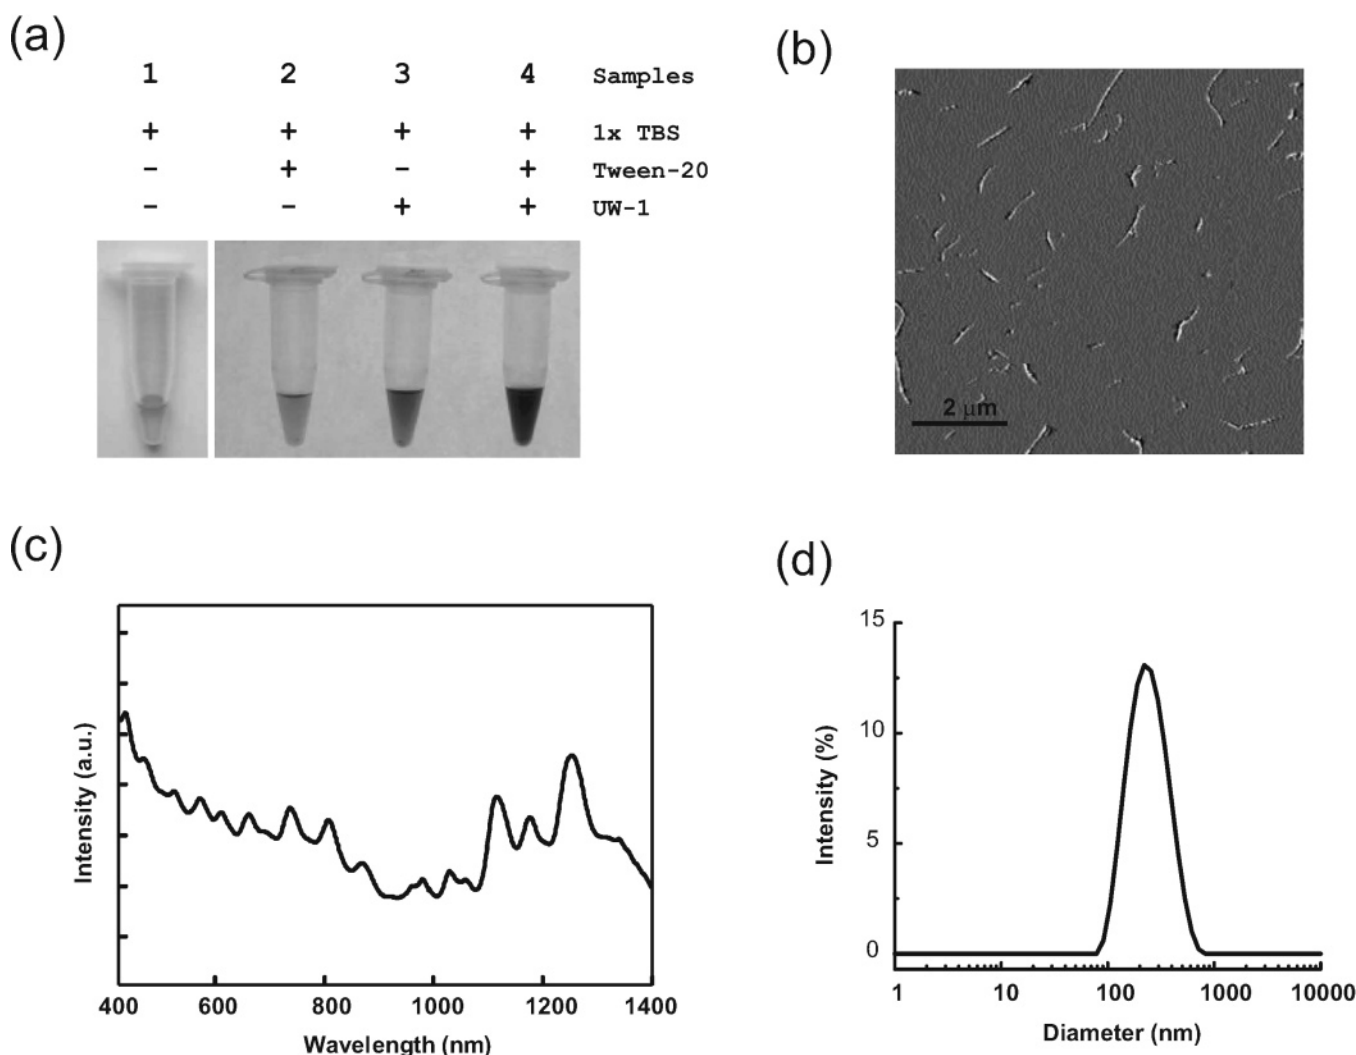 (a)
1 2 3 4 Samples
+ + + + 1x TBS
- + - + Tween-20
- - + + UW-1
(b)
2 μm
(c)
Intensity (a.u.)
400 600 800 1000 1200 1400
Wavelength (nm)
(d)
15
10
5
0
Intensity (%)
1 10 100 1000 10000
Diameter (nm)